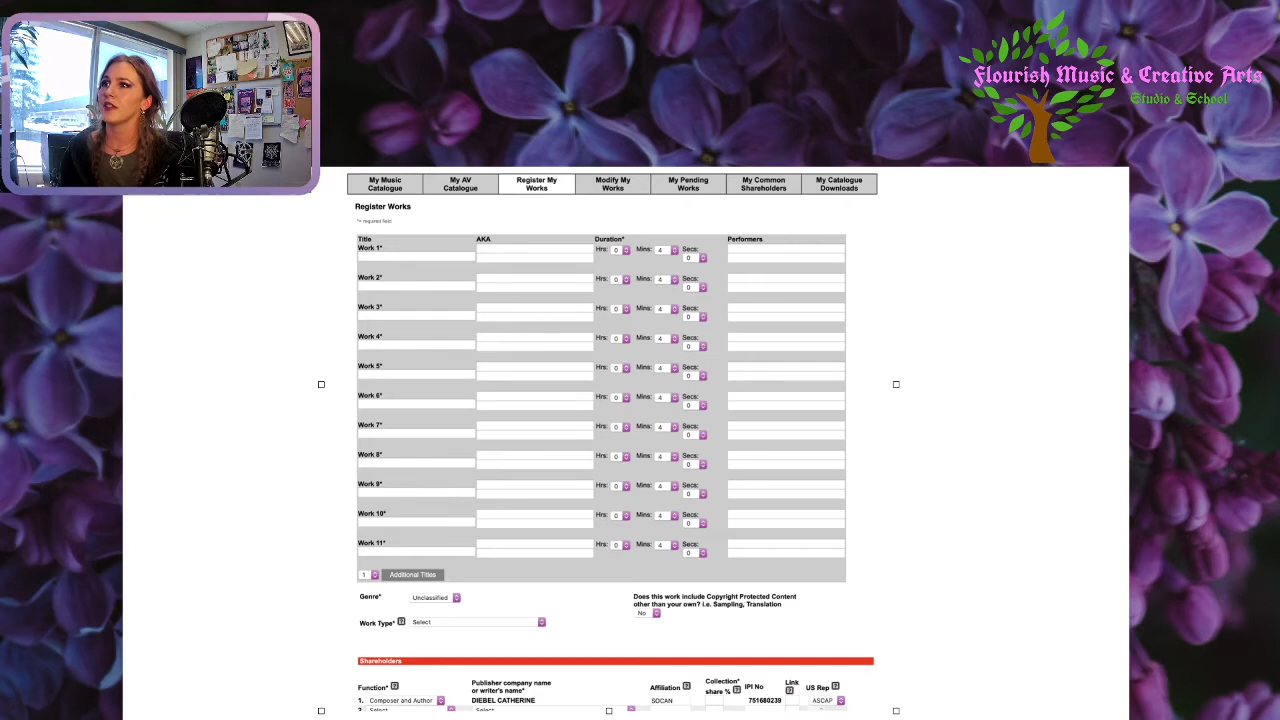 Flourish Music & Creative Arts
Studio & School
My Music Catalogue
My AV Catalogue
Register My Works
Modify My Works
My Pending Works
My Common Shareholders
My Catalogue Downloads
Register Works
*= required field
Title AKA Duration* Performers
Work 1* Hrs: 0 Mins: 4 Secs: 0
Work 2* Hrs: 0 Mins: 4 Secs: 0
Work 3* Hrs: 0 Mins: 4 Secs: 0
Work 4* Hrs: 0 Mins: 4 Secs: 0
Work 5* Hrs: 0 Mins: 4 Secs: 0
Work 6* Hrs: 0 Mins: 4 Secs: 0
Work 7* Hrs: 0 Mins: 4 Secs: 0
Work 8* Hrs: 0 Mins: 4 Secs: 0
Work 9* Hrs: 0 Mins: 4 Secs: 0
Work 10* Hrs: 0 Mins: 4 Secs: 0
Work 11* Hrs: 0 Mins: 4 Secs: 0
1 Additional Titles
Genre* Unclassified
Does this work include Copyright Protected Content
other than your own? i.e. Sampling, Translation
No
Work Type* Select
Shareholders
Function* Publisher company name or writer's name* Affiliation Collection* share % IPI No Link US Rep
1. Composer and Author DIEBEL CATHERINE SOCAN 751680239 ASCAP
2 Select Select